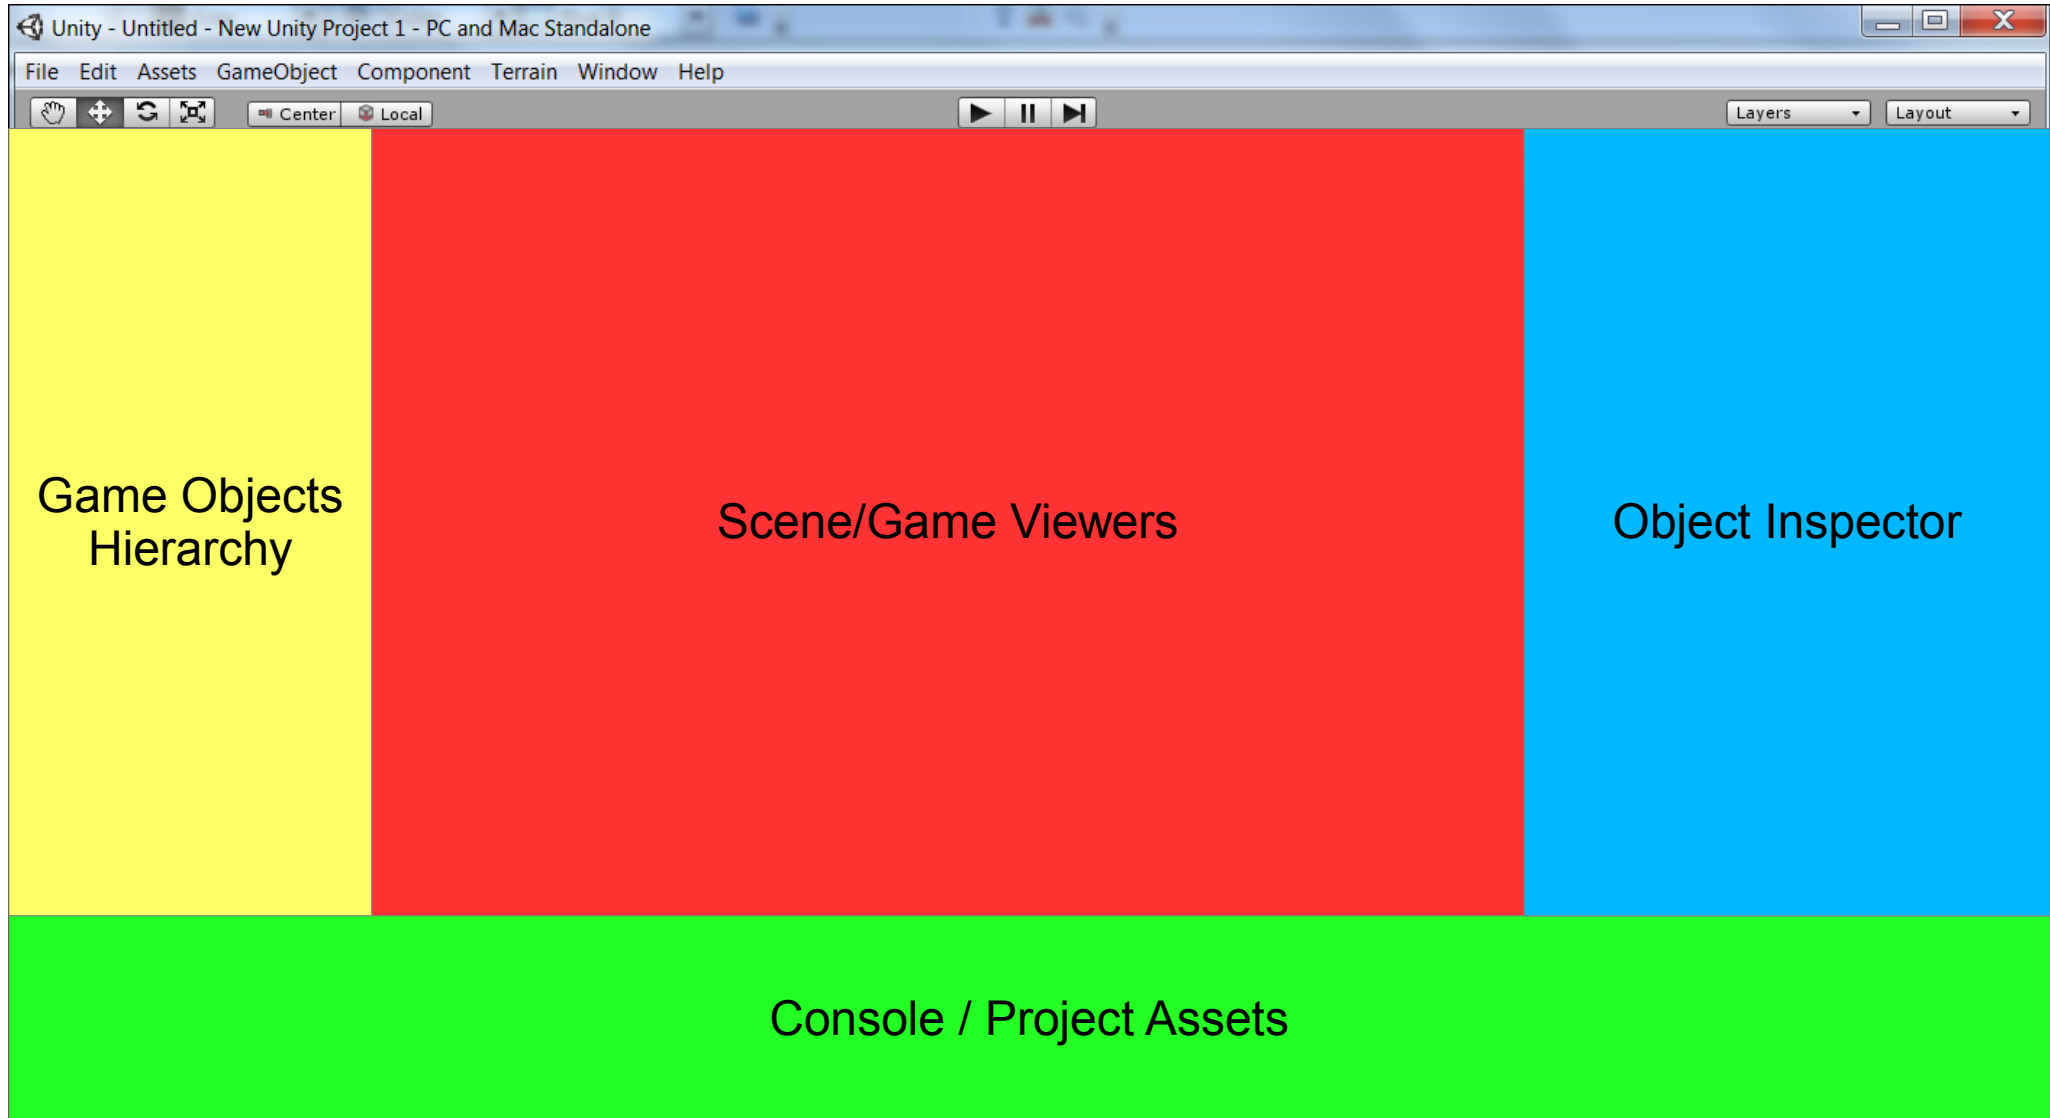 Unity - Untitled - New Unity Project 1 - PC and Mac Standalone
File Edit Assets GameObject Component Terrain Window Help
Center Local Layers Layout
Game Objects
Hierarchy
Scene/Game Viewers
Object Inspector
Console / Project Assets